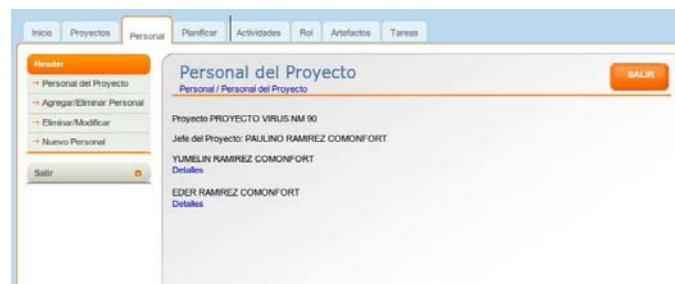 Inicio Proyectos Personal Planificar Actividades Rol Artefactos Tareas
Header
Personal del Proyecto
Agregar/Eliminar Personal
Eliminar/Modificar
Nuevo Personal
Salir
Personal del Proyecto
Personal / Personal del Proyecto
SALIR
Proyecto PROYECTO VIRUS NM 90
Jefe del Proyecto: PAULINO RAMIREZ COMONFORT
YUMELIN RAMIREZ COMONFORT
Detalles
EDER RAMIREZ COMONFORT
Detalles